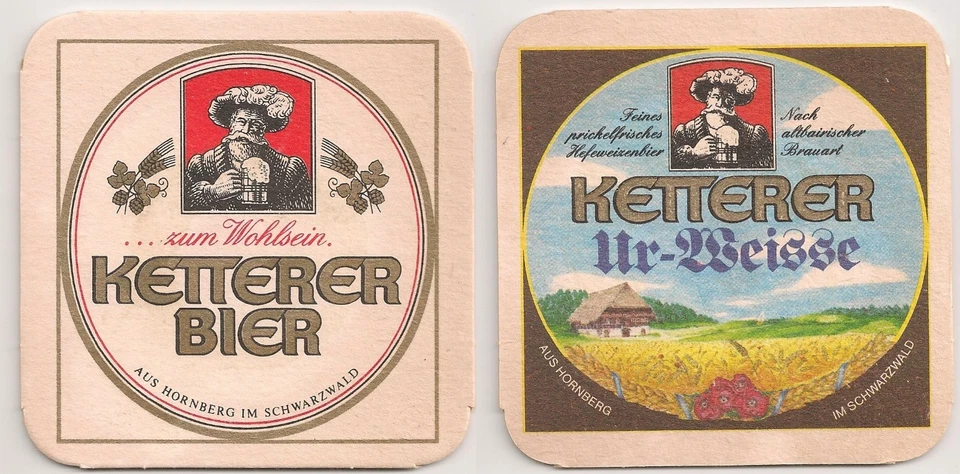 ... zum Wohlsein.
KETTERER
BIER
AUS HORNBERG IM SCHWARZWALD
Feines
prickelfrisches
Hefeweizenbier
Nach
altbairischer
Brauart
KETTERER
Ur-Weisse
AUS HORNBERG
IM SCHWARZWALD